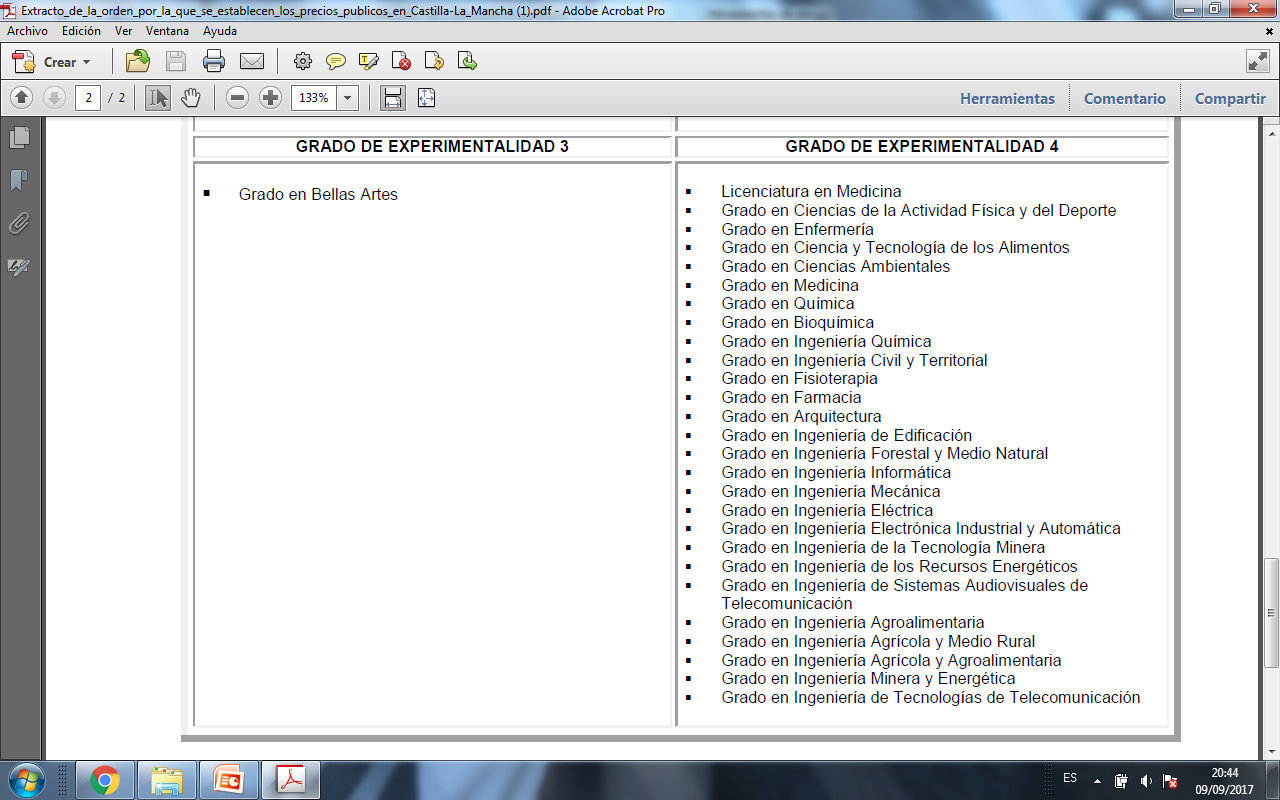 Extracto_de_la_orden_por_la_que_se_establecen_los_precios_publicos_en_Castilla-La_Mancha (1).pdf - Adobe Acrobat Pro
Archivo Edición Ver Ventana Ayuda
Crear
2 / 2 133% Herramientas Comentario Compartir
GRADO DE EXPERIMENTALIDAD 3
▪ Grado en Bellas Artes
GRADO DE EXPERIMENTALIDAD 4
▪ Licenciatura en Medicina
▪ Grado en Ciencias de la Actividad Física y del Deporte
▪ Grado en Enfermería
▪ Grado en Ciencia y Tecnología de los Alimentos
▪ Grado en Ciencias Ambientales
▪ Grado en Medicina
▪ Grado en Química
▪ Grado en Bioquímica
▪ Grado en Ingeniería Química
▪ Grado en Ingeniería Civil y Territorial
▪ Grado en Fisioterapia
▪ Grado en Farmacia
▪ Grado en Arquitectura
▪ Grado en Ingeniería de Edificación
▪ Grado en Ingeniería Forestal y Medio Natural
▪ Grado en Ingeniería Informática
▪ Grado en Ingeniería Mecánica
▪ Grado en Ingeniería Eléctrica
▪ Grado en Ingeniería Electrónica Industrial y Automática
▪ Grado en Ingeniería de la Tecnología Minera
▪ Grado en Ingeniería de los Recursos Energéticos
▪ Grado en Ingeniería de Sistemas Audiovisuales de
Telecomunicación
▪ Grado en Ingeniería Agroalimentaria
▪ Grado en Ingeniería Agrícola y Medio Rural
▪ Grado en Ingeniería Agrícola y Agroalimentaria
▪ Grado en Ingeniería Minera y Energética
▪ Grado en Ingeniería de Tecnologías de Telecomunicación
ES
20:44
09/09/2017